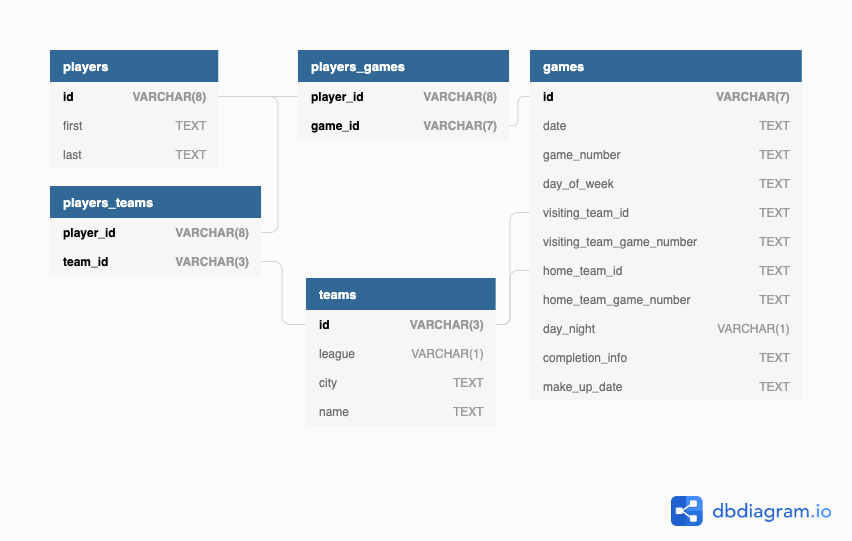 players
id VARCHAR(8)
first TEXT
last TEXT
players_teams
player_id VARCHAR(8)
team_id VARCHAR(3)
players_games
player_id VARCHAR(8)
game_id VARCHAR(7)
teams
id VARCHAR(3)
league VARCHAR(1)
city TEXT
name TEXT
games
id VARCHAR(7)
date TEXT
game_number TEXT
day_of_week TEXT
visiting_team_id TEXT
visiting_team_game_number TEXT
home_team_id TEXT
home_team_game_number TEXT
day_night VARCHAR(1)
completion_info TEXT
make_up_date TEXT
dbdiagram.io